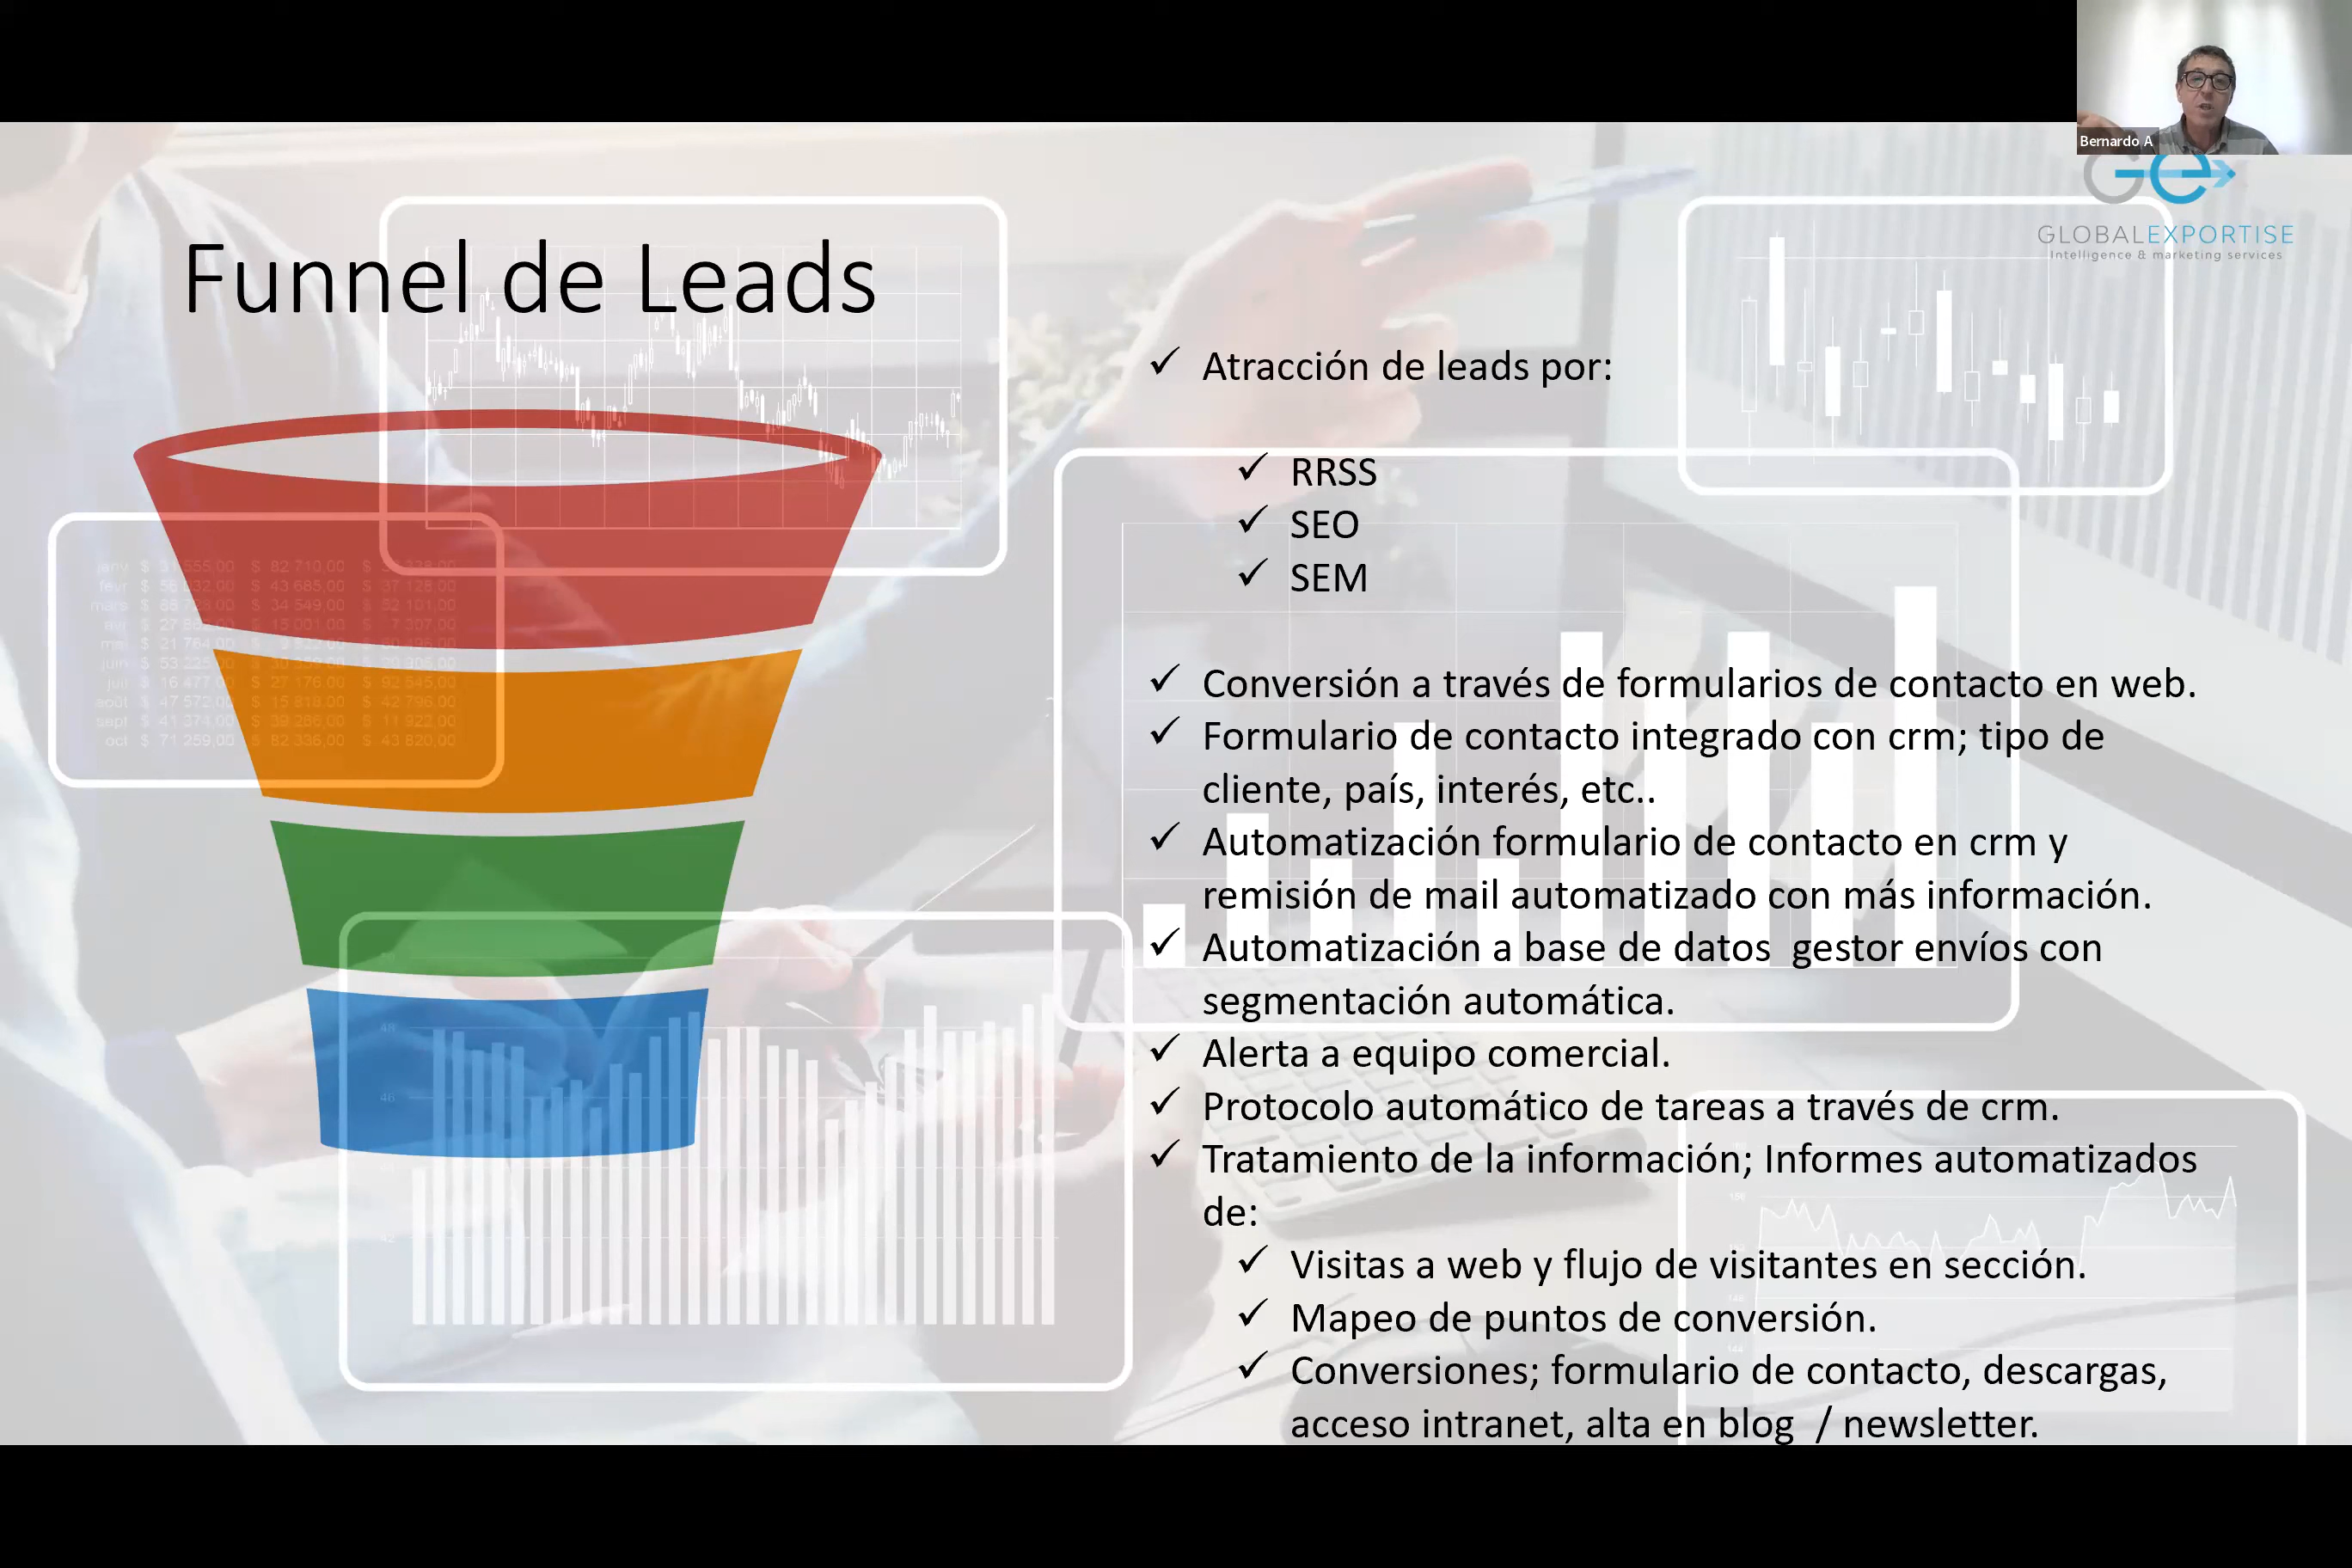 Bernardo A
GLOBALEXPORTISE
Intelligence & marketing services
Funnel de Leads
✓ Atracción de leads por:
✓ RRSS
✓ SEO
✓ SEM
✓ Conversión a través de formularios de contacto en web.
✓ Formulario de contacto integrado con crm; tipo de
cliente, país, interés, etc..
✓ Automatización formulario de contacto en crm y
remisión de mail automatizado con más información.
✓ Automatización a base de datos  gestor envíos con
segmentación automática.
✓ Alerta a equipo comercial.
✓ Protocolo automático de tareas a través de crm.
✓ Tratamiento de la información; Informes automatizados
de:
✓ Visitas a web y flujo de visitantes en sección.
✓ Mapeo de puntos de conversión.
✓ Conversiones; formulario de contacto, descargas,
acceso intranet, alta en blog  / newsletter.